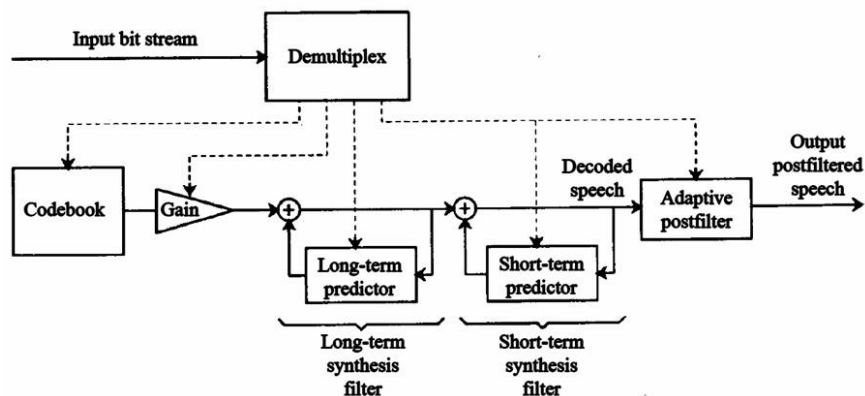 Input bit stream
Demultiplex
Codebook
Gain
+
+
Decoded
speech
Adaptive
postfilter
Output
postfiltered
speech
Long-term
predictor
Short-term
predictor
Long-term
synthesis
filter
Short-term
synthesis
filter